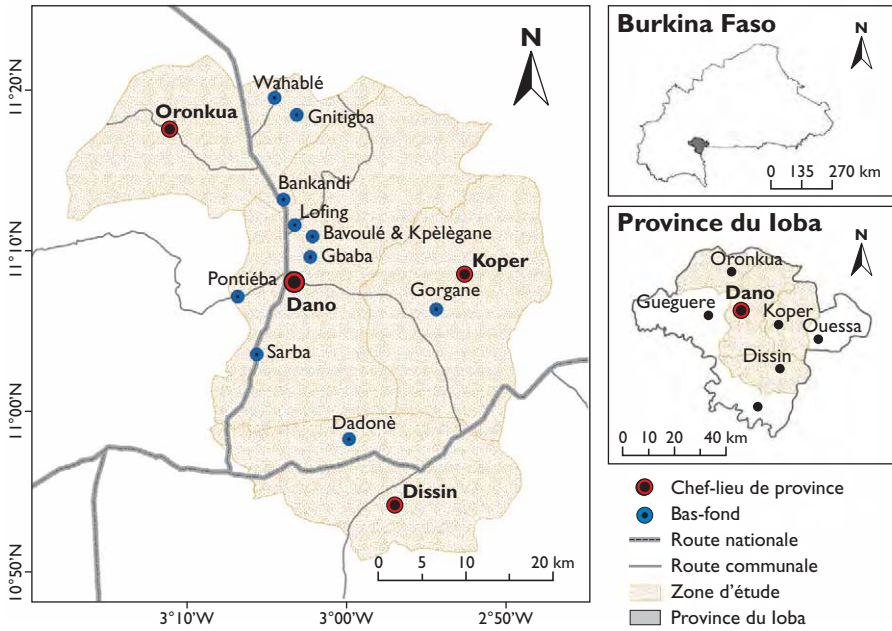 N
11°20'N
11°10'N
11°00'N
10°50'N
Wahablé
Gnitigba
Oronkua
Bankandi
Lofing
Bavoulé & Kpèlègane
Gbaba
Koper
Pontiéba
Dano
Gorgane
Sarba
Dadonè
Dissin
0 5 10 20 km
3°10'W 3°00'W 2°50'W
Burkina Faso
N
0 135 270 km
Province du Ioba
N
Oronkua
Dano
Gueguere
Koper
Ouessa
Dissin
0 10 20 40 km
Chef-lieu de province
Bas-fond
Route nationale
Route communale
Zone d'étude
Province du Ioba